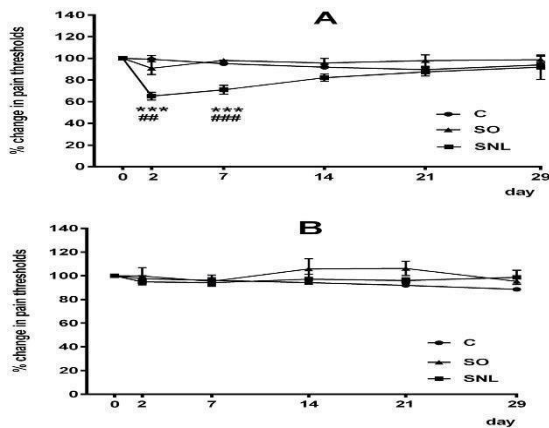 A
% change in pain thresholds
140
120
100
80
60
40
20
0
*** ***
## ###
C
SO
SNL
0 2 7 14 21 29
day
B
% change in pain thresholds
140
120
100
80
60
40
20
0
C
SO
SNL
0 2 7 14 21 29
day